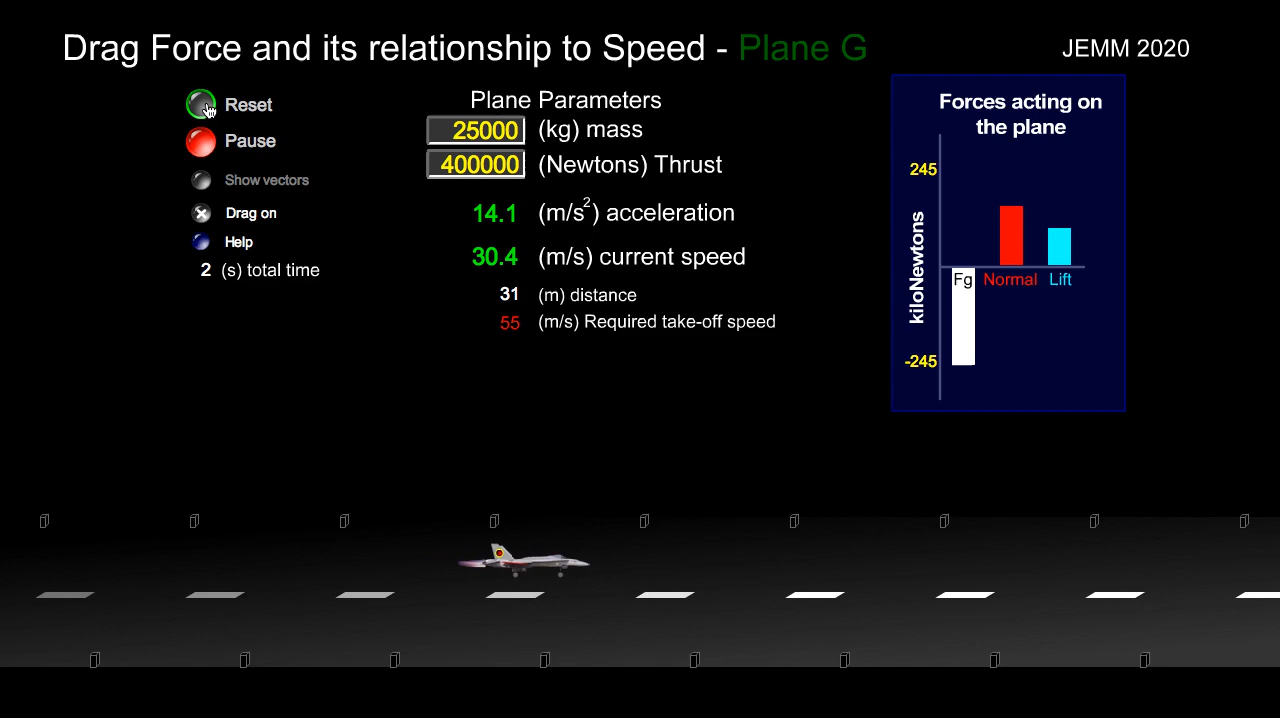 Drag Force and its relationship to Speed - Plane G
JEMM 2020
Reset
Pause
Show vectors
Drag on
Help
2 (s) total time
Plane Parameters
25000 (kg) mass
400000 (Newtons) Thrust
14.1 (m/s²) acceleration
30.4 (m/s) current speed
31 (m) distance
55 (m/s) Required take-off speed
Forces acting on
the plane
245
kiloNewtons
Fg Normal Lift
-245